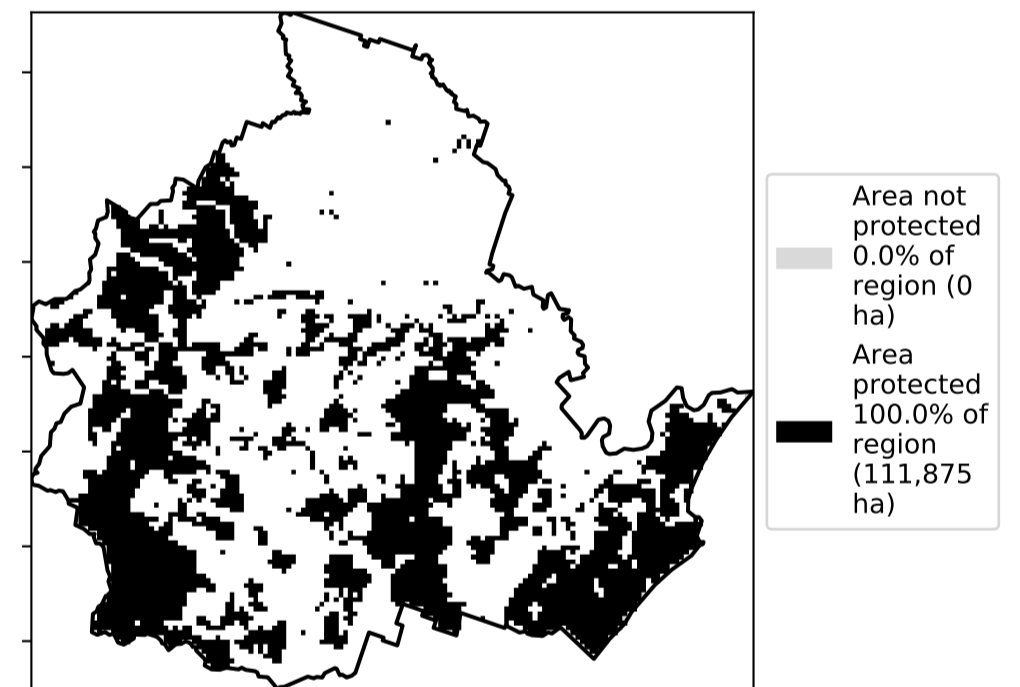 Area not
protected
0.0% of
region (0
ha)
Area
protected
100.0% of
region
(111,875
ha)